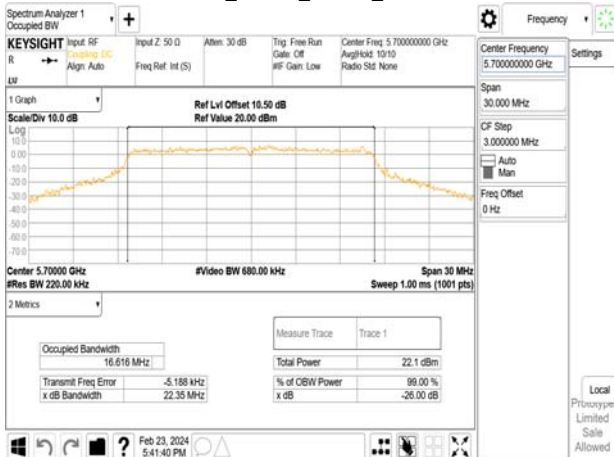 Spectrum Analyzer 1
Occupied BW
+
Frequency
KEYSIGHT
R
Input: RF
Coupling: DC
Align: Auto
Input Z: 50 Ω
Freq Ref: Int (S)
Atten: 30 dB
Trig: Free Run
Gate: Off
#IF Gain: Low
Center Freq: 5.700000000 GHz
Avg|Hold: 10/10
Radio Std: None
Center Frequency
5.700000000 GHz
Settings
Span
30.000 MHz
CF Step
3.000000 MHz
Auto
Man
Freq Offset
0 Hz
1 Graph
Scale/Div 10.0 dB
Ref Lvl Offset 10.50 dB
Ref Value 20.00 dBm
Log
10.0
0.00
-10.0
-20.0
-30.0
-40.0
-50.0
-60.0
-70.0
Center 5.70000 GHz
#Video BW 680.00 kHz
Span 30 MHz
#Res BW 220.00 kHz
Sweep 1.00 ms (1001 pts)
2 Metrics
Measure Trace
Trace 1
Occupied Bandwidth
16.616 MHz
Total Power
22.1 dBm
Transmit Freq Error
-5.188 kHz
% of OBW Power
99.00 %
x dB Bandwidth
22.35 MHz
x dB
-26.00 dB
Local
Prototype
Limited
Sale
Allowed
?
Feb 23, 2024
5:41:40 PM